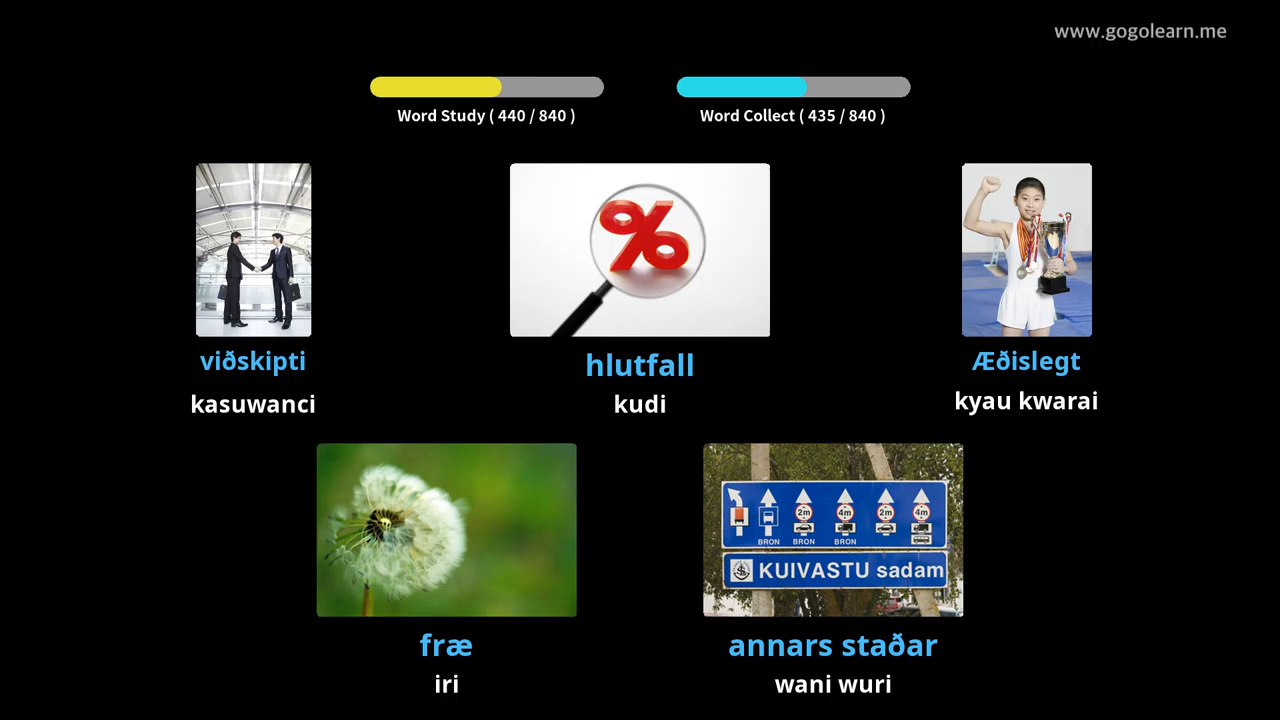 www.gogolearn.me
Word Study ( 440 / 840 )
Word Collect ( 435 / 840 )
viðskipti
kasuwanci
hlutfall
kudi
Æðislegt
kyau kwarai
fræ
iri
2m
4m
2m
4m
BRON
BRON
BRON
KUIVASTU sadam
annars staðar
wani wuri